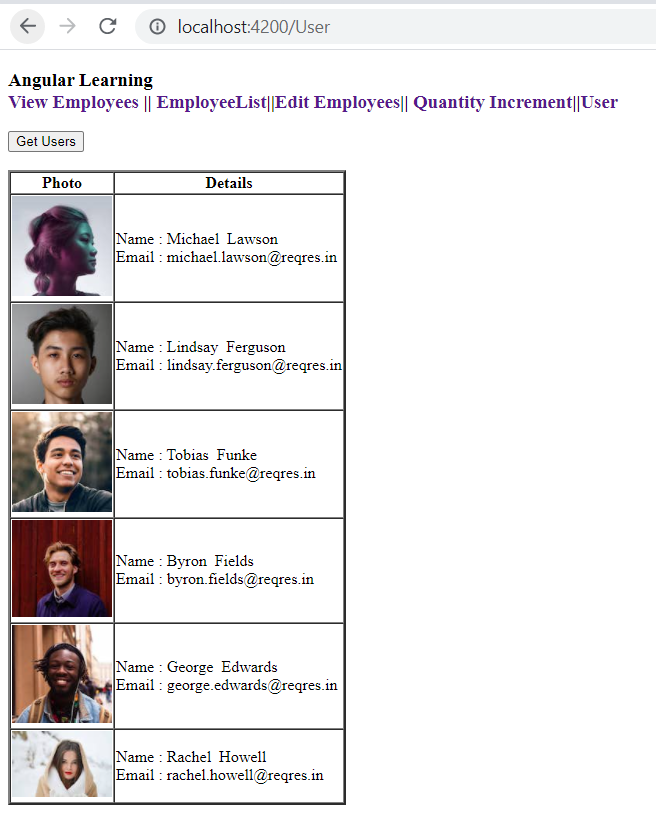 localhost:4200/User
Angular Learning
View Employees || EmployeeList||Edit Employees|| Quantity Increment||User
Get Users
Photo Details
Name : Michael Lawson
Email : michael.lawson@reqres.in
Name : Lindsay Ferguson
Email : lindsay.ferguson@reqres.in
Name : Tobias Funke
Email : tobias.funke@reqres.in
Name : Byron Fields
Email : byron.fields@reqres.in
Name : George Edwards
Email : george.edwards@reqres.in
Name : Rachel Howell
Email : rachel.howell@reqres.in